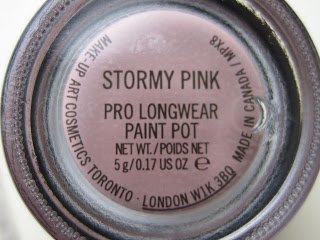 STORMY PINK
PRO LONGWEAR
PAINT POT
NET WT./POIDS NET
5 g/0.17 US OZ ℮
MAKE-UP ART COSMETICS TORONTO · LONDON W1K 3BQ
MADE IN CANADA / MPX8